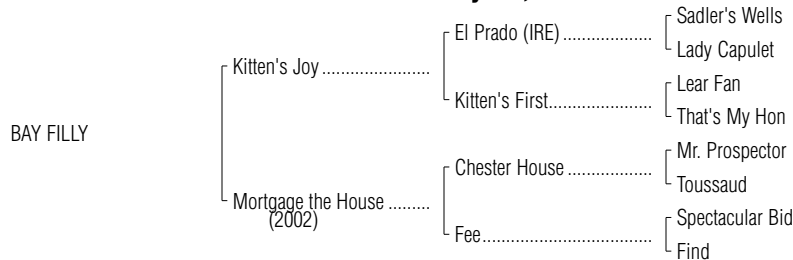 Sadler's Wells
El Prado (IRE) ..................
Lady Capulet
Kitten's Joy ......................
Lear Fan
Kitten's First.....................
That's My Hon
BAY FILLY
Mr. Prospector
Chester House .................
Toussaud
Mortgage the House ........
(2002)
Spectacular Bid
Fee..................................
Find